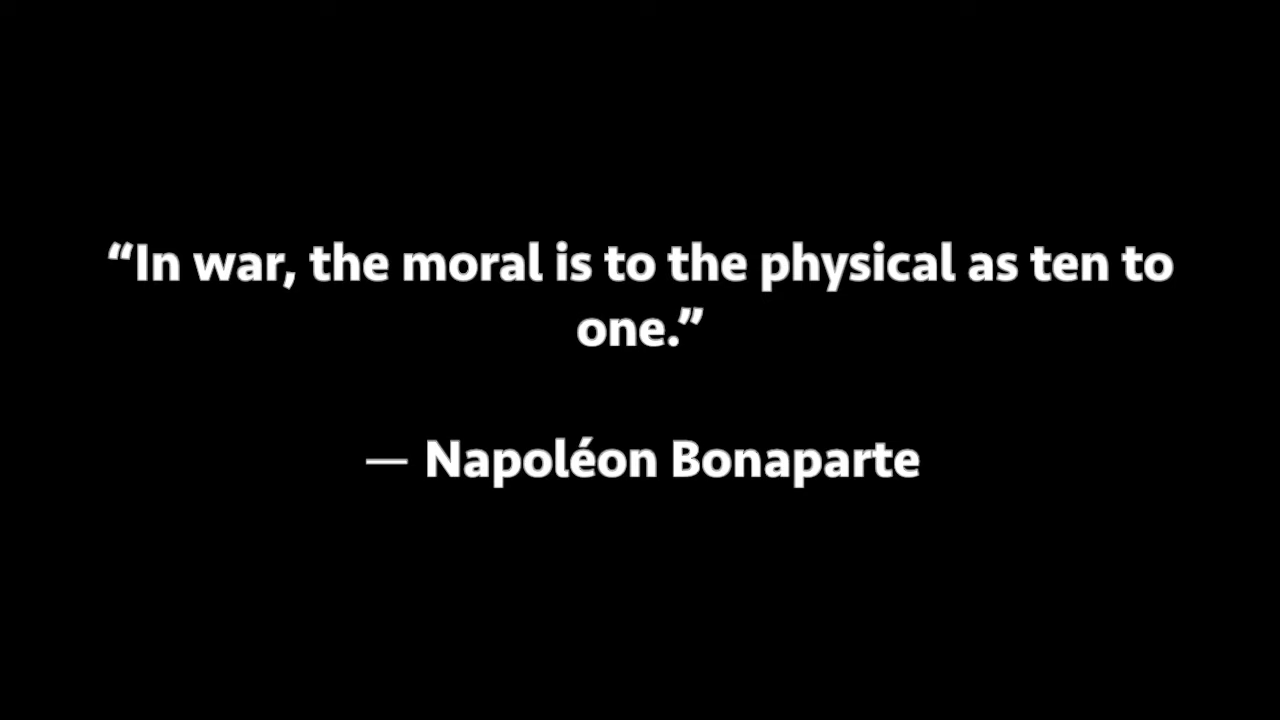 “In war, the moral is to the physical as ten to
one.”
— Napoléon Bonaparte